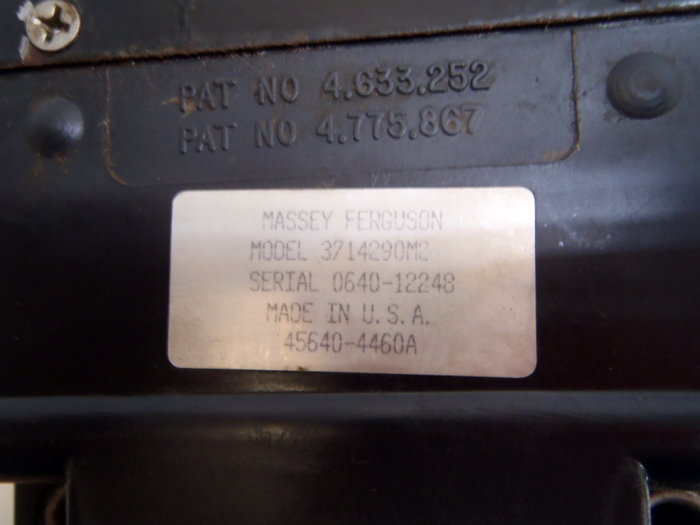 PAT NO 4.633.252
PAT NO 4.775.867
MASSEY FERGUSON
MODEL 3714290M2
SERIAL 0640-12248
MADE IN U.S.A.
45640-4460A